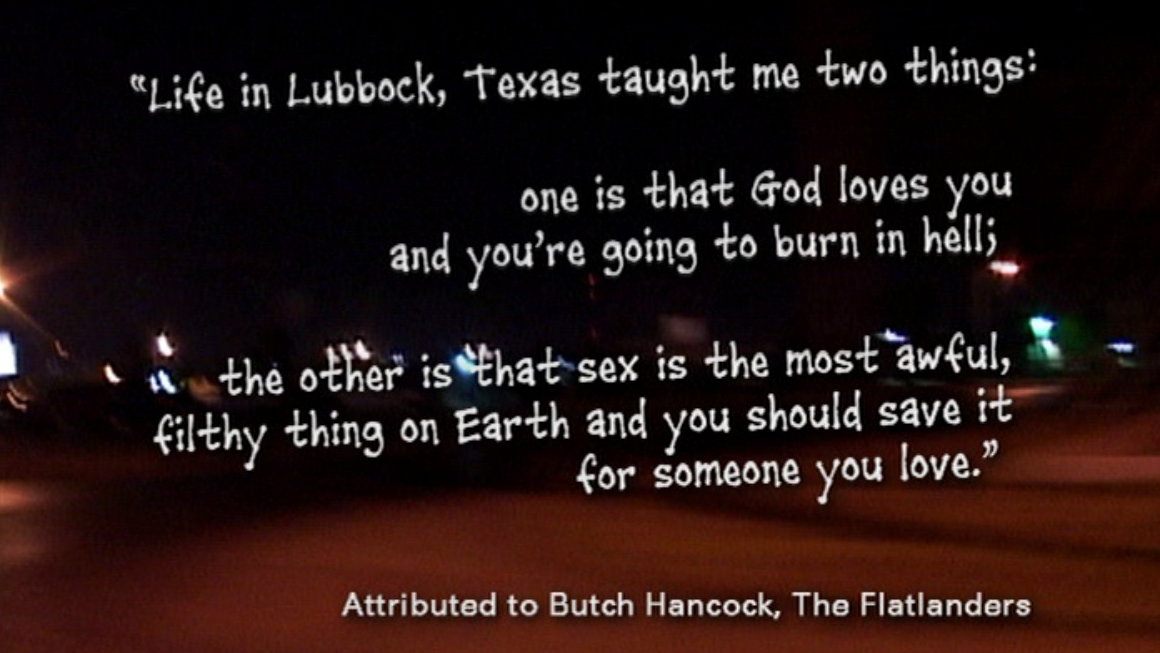 “Life in Lubbock, Texas taught me two things:
one is that God loves you
and you’re going to burn in hell;
the other is that sex is the most awful,
filthy thing on Earth and you should save it
for someone you love.”
Attributed to Butch Hancock, The Flatlanders